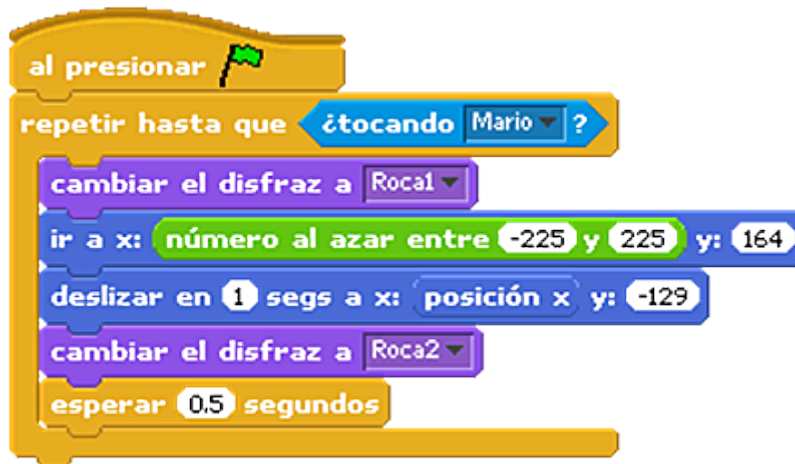 al presionar
repetir hasta que ¿tocando Mario ?
cambiar el disfraz a Roca1
ir a x: número al azar entre -225 y 225 y: 164
deslizar en 1 segs a x: posición x y: -129
cambiar el disfraz a Roca2
esperar 0.5 segundos